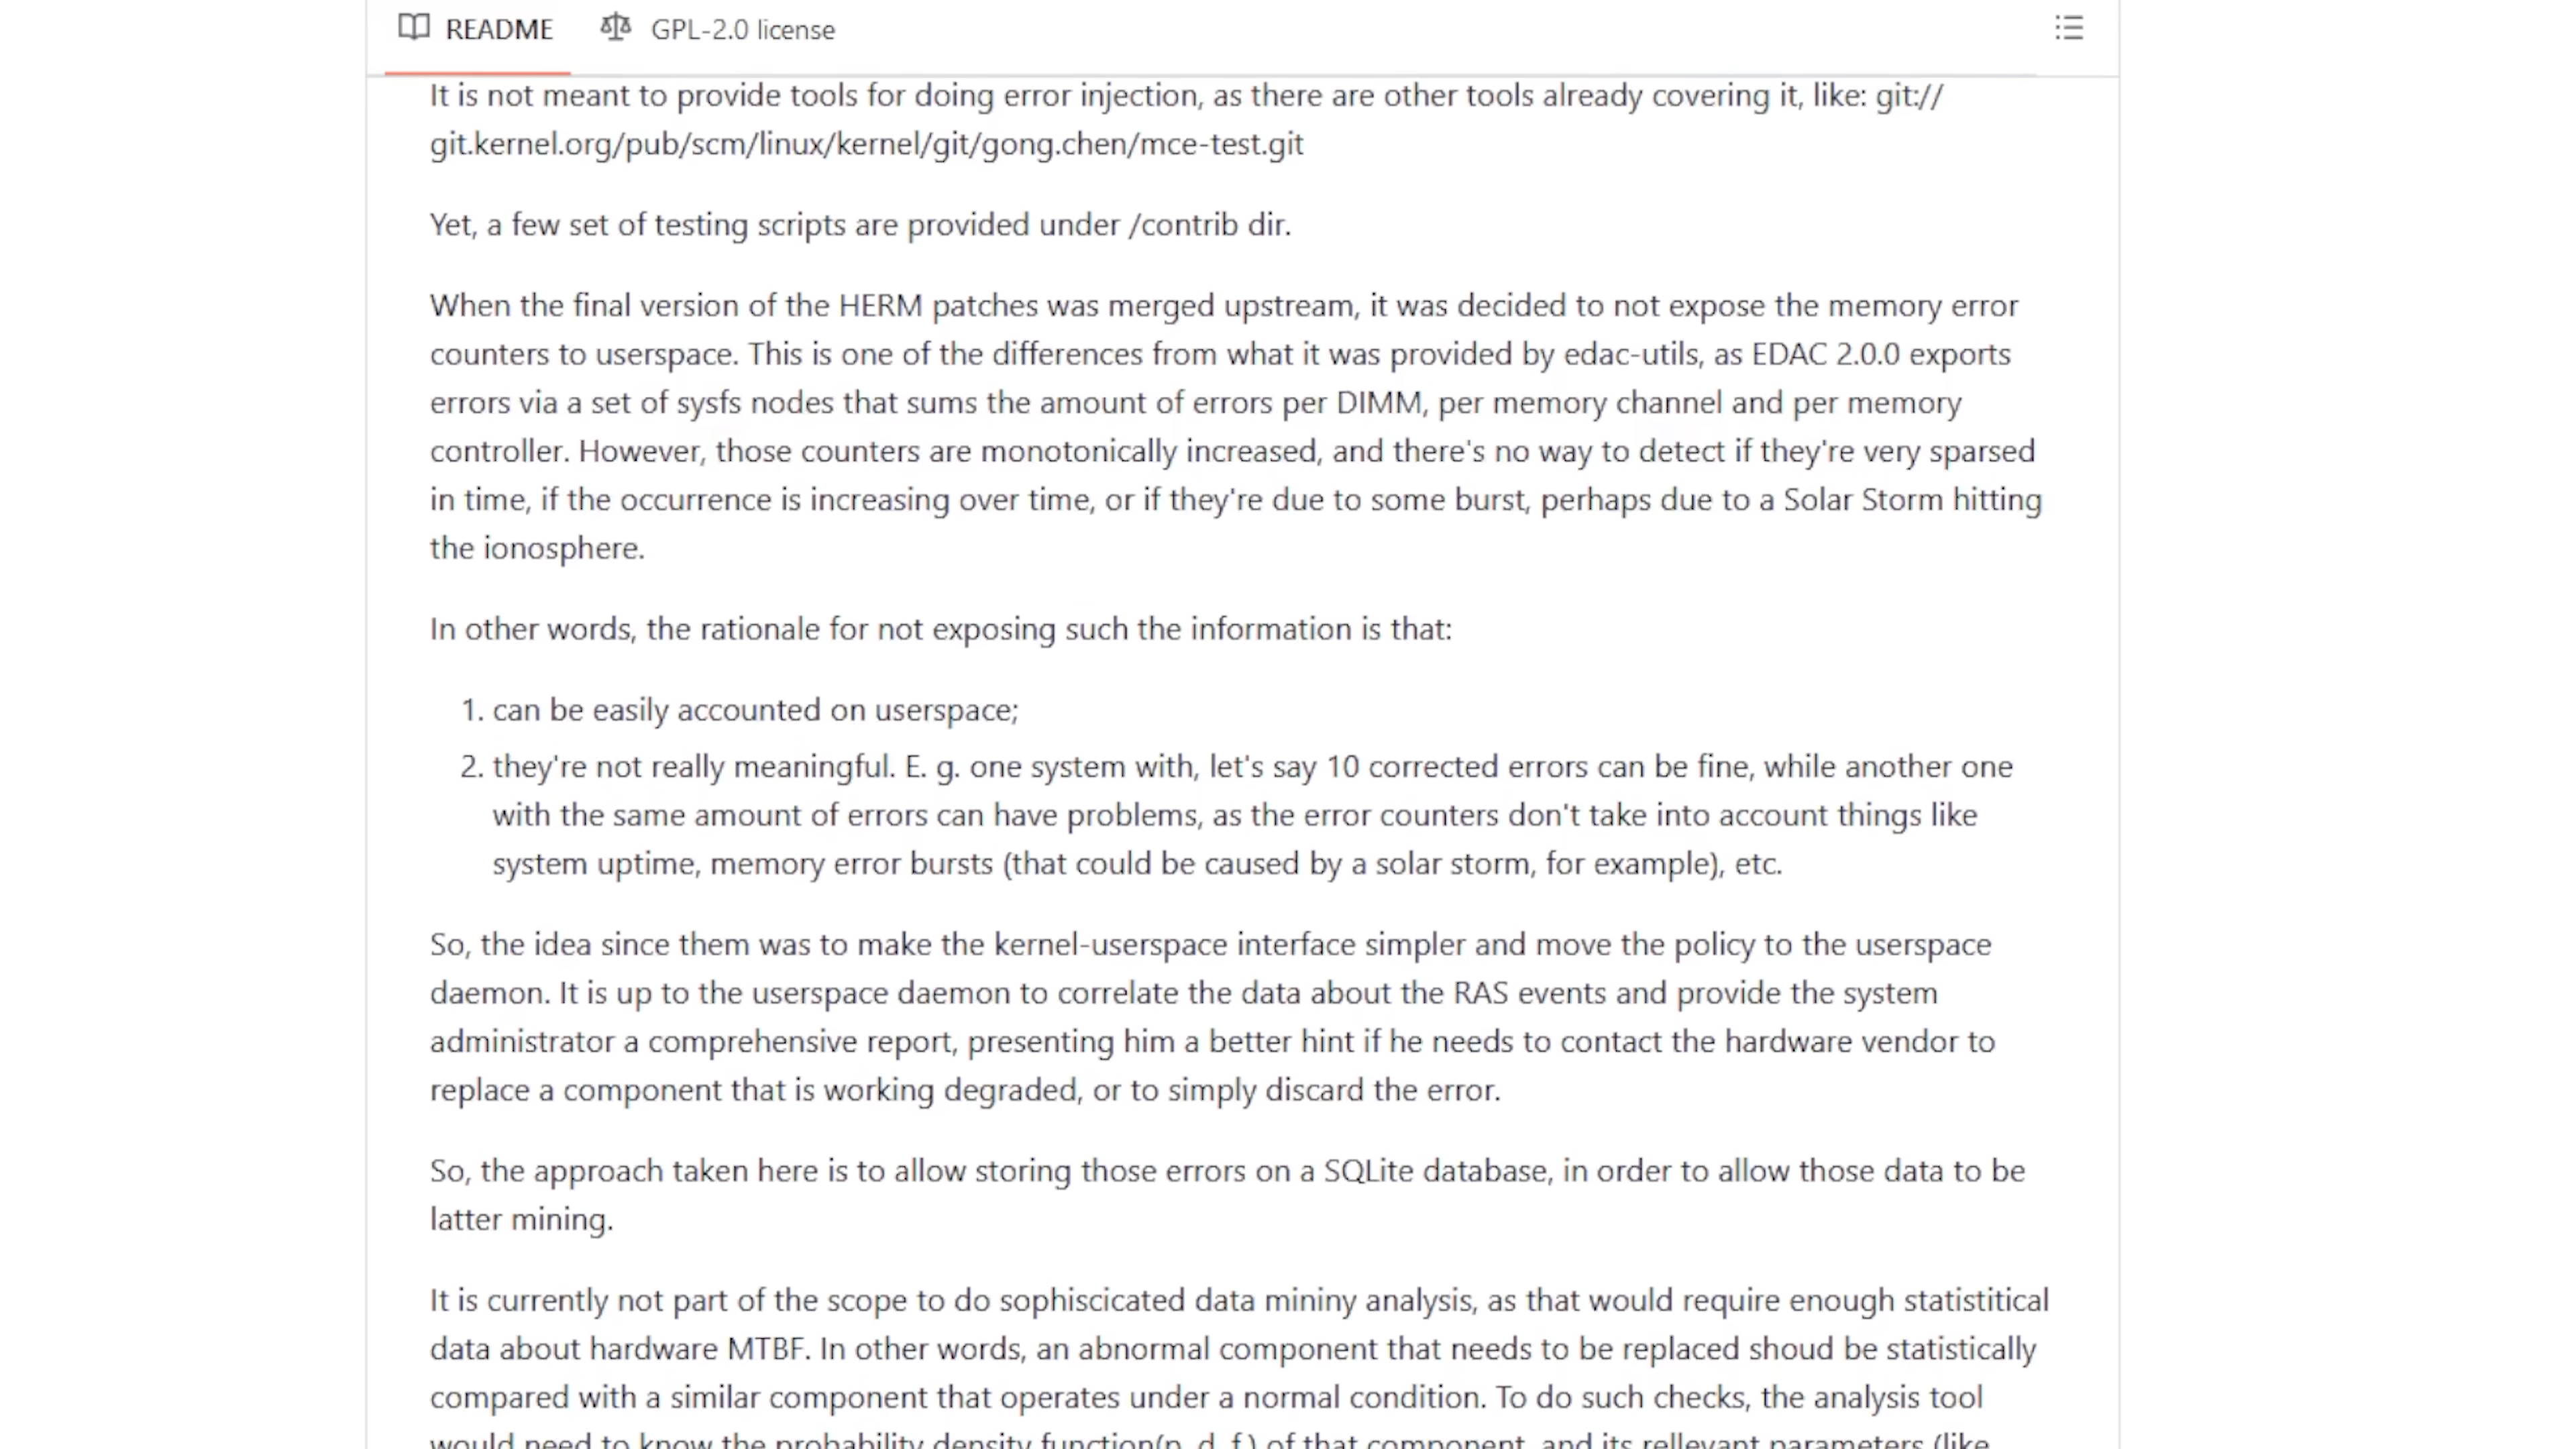 README
GPL-2.0 license
It is not meant to provide tools for doing error injection, as there are other tools already covering it, like: git://
git.kernel.org/pub/scm/linux/kernel/git/gong.chen/mce-test.git
Yet, a few set of testing scripts are provided under /contrib dir.
When the final version of the HERM patches was merged upstream, it was decided to not expose the memory error
counters to userspace. This is one of the differences from what it was provided by edac-utils, as EDAC 2.0.0 exports
errors via a set of sysfs nodes that sums the amount of errors per DIMM, per memory channel and per memory
controller. However, those counters are monotonically increased, and there's no way to detect if they're very sparsed
in time, if the occurrence is increasing over time, or if they're due to some burst, perhaps due to a Solar Storm hitting
the ionosphere.
In other words, the rationale for not exposing such the information is that:
1. can be easily accounted on userspace;
2. they're not really meaningful. E. g. one system with, let's say 10 corrected errors can be fine, while another one
with the same amount of errors can have problems, as the error counters don't take into account things like
system uptime, memory error bursts (that could be caused by a solar storm, for example), etc.
So, the idea since them was to make the kernel-userspace interface simpler and move the policy to the userspace
daemon. It is up to the userspace daemon to correlate the data about the RAS events and provide the system
administrator a comprehensive report, presenting him a better hint if he needs to contact the hardware vendor to
replace a component that is working degraded, or to simply discard the error.
So, the approach taken here is to allow storing those errors on a SQLite database, in order to allow those data to be
latter mining.
It is currently not part of the scope to do sophiscicated data mininy analysis, as that would require enough statistitical
data about hardware MTBF. In other words, an abnormal component that needs to be replaced shoud be statistically
compared with a similar component that operates under a normal condition. To do such checks, the analysis tool
would need to know the probability density function(p. d. f.) of that component, and its rellevant parameters (like